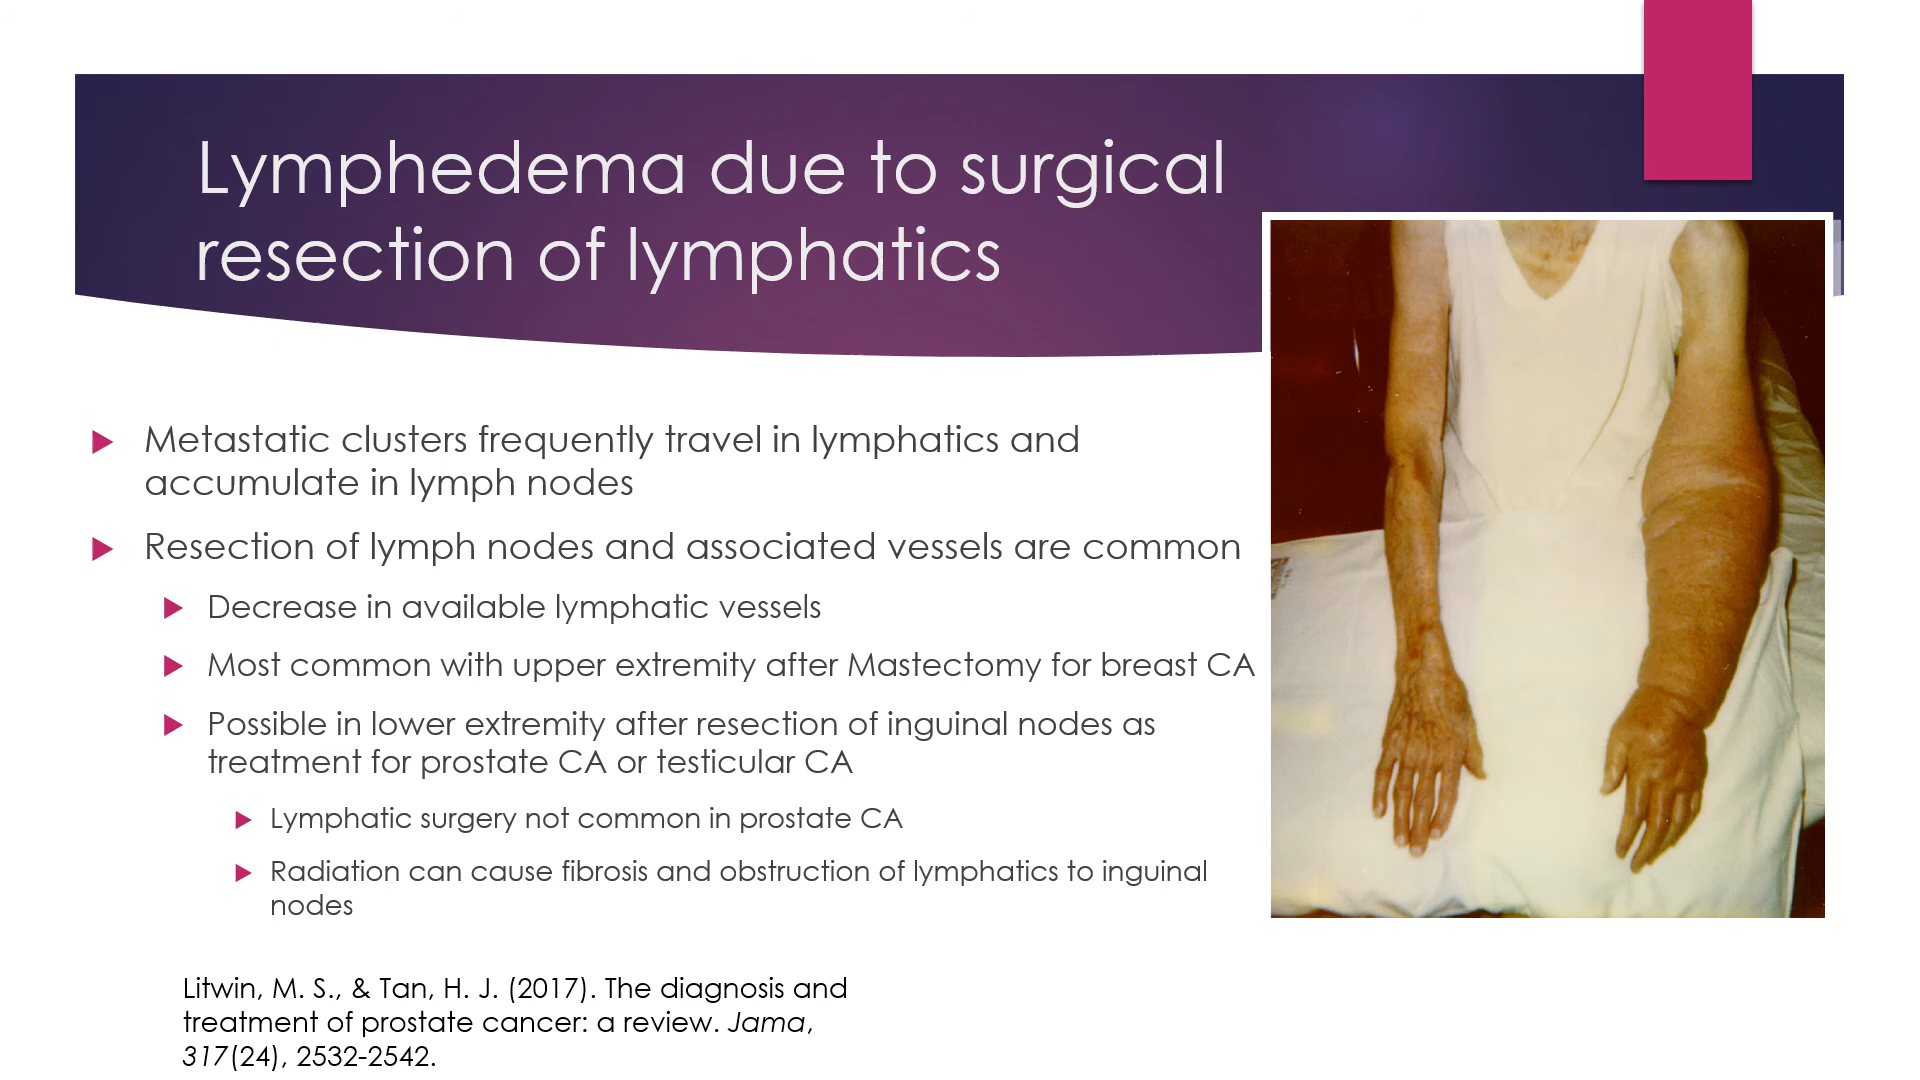 Lymphedema due to surgical
resection of lymphatics
Metastatic clusters frequently travel in lymphatics and
accumulate in lymph nodes
Resection of lymph nodes and associated vessels are common
Decrease in available lymphatic vessels
Most common with upper extremity after Mastectomy for breast CA
Possible in lower extremity after resection of inguinal nodes as
treatment for prostate CA or testicular CA
Lymphatic surgery not common in prostate CA
Radiation can cause fibrosis and obstruction of lymphatics to inguinal
nodes
Litwin, M. S., & Tan, H. J. (2017). The diagnosis and
treatment of prostate cancer: a review. Jama,
317(24), 2532-2542.